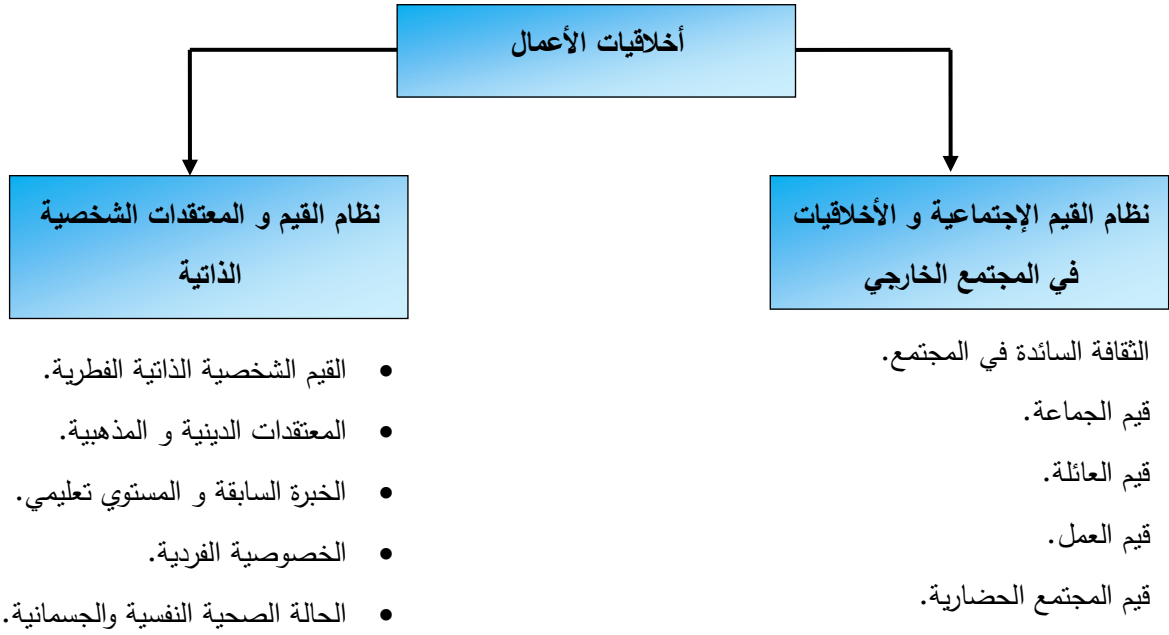 أخلاقيات الأعمال
نظام القيم الإجتماعية و الأخلاقيات
في المجتمع الخارجي
الثقافة السائدة في المجتمع.
قيم الجماعة.
قيم العائلة.
قيم العمل.
قيم المجتمع الحضارية.
نظام القيم و المعتقدات الشخصية
الذاتية
• القيم الشخصية الذاتية الفطرية.
• المعتقدات الدينية و المذهبية.
• الخبرة السابقة و المستوي تعليمي.
• الخصوصية الفردية.
• الحالة الصحية النفسية والجسمانية.